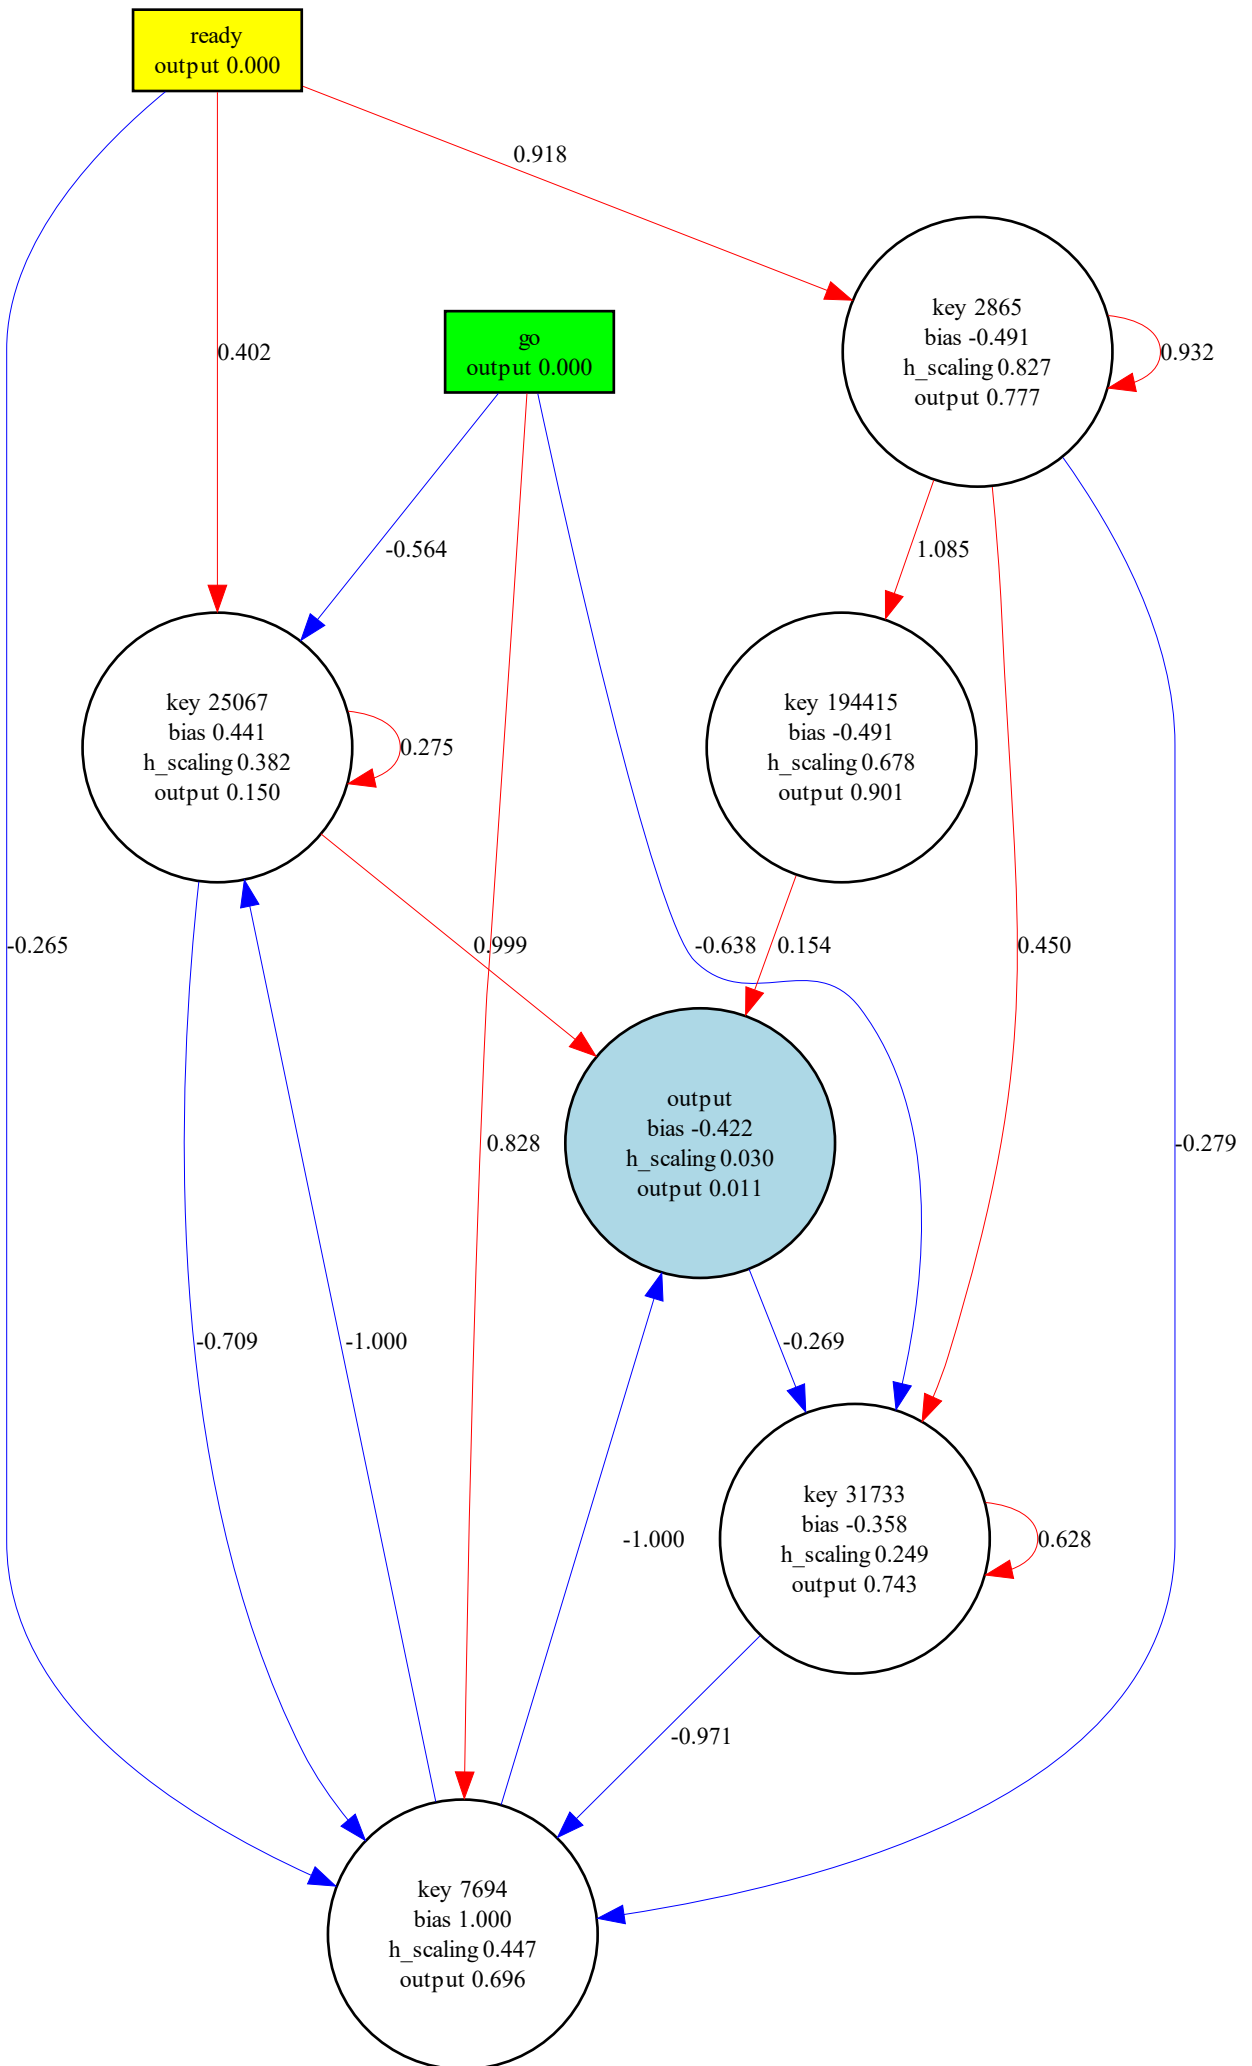 ready
output 0.000
0.918
key 2865
bias -0.491
h_scaling 0.827
output 0.777
0.932
0.402
go
output 0.000
-0.564
1.085
key 25067
bias 0.441
h_scaling 0.382
output 0.150
0.275
key 194415
bias -0.491
h_scaling 0.678
output 0.901
-0.265
0.999
-0.638
0.154
0.450
output
bias -0.422
h_scaling 0.030
output 0.011
0.828
-0.279
-0.709
-1.000
-0.269
key 31733
bias -0.358
h_scaling 0.249
output 0.743
-1.000
0.628
-0.971
key 7694
bias 1.000
h_scaling 0.447
output 0.696